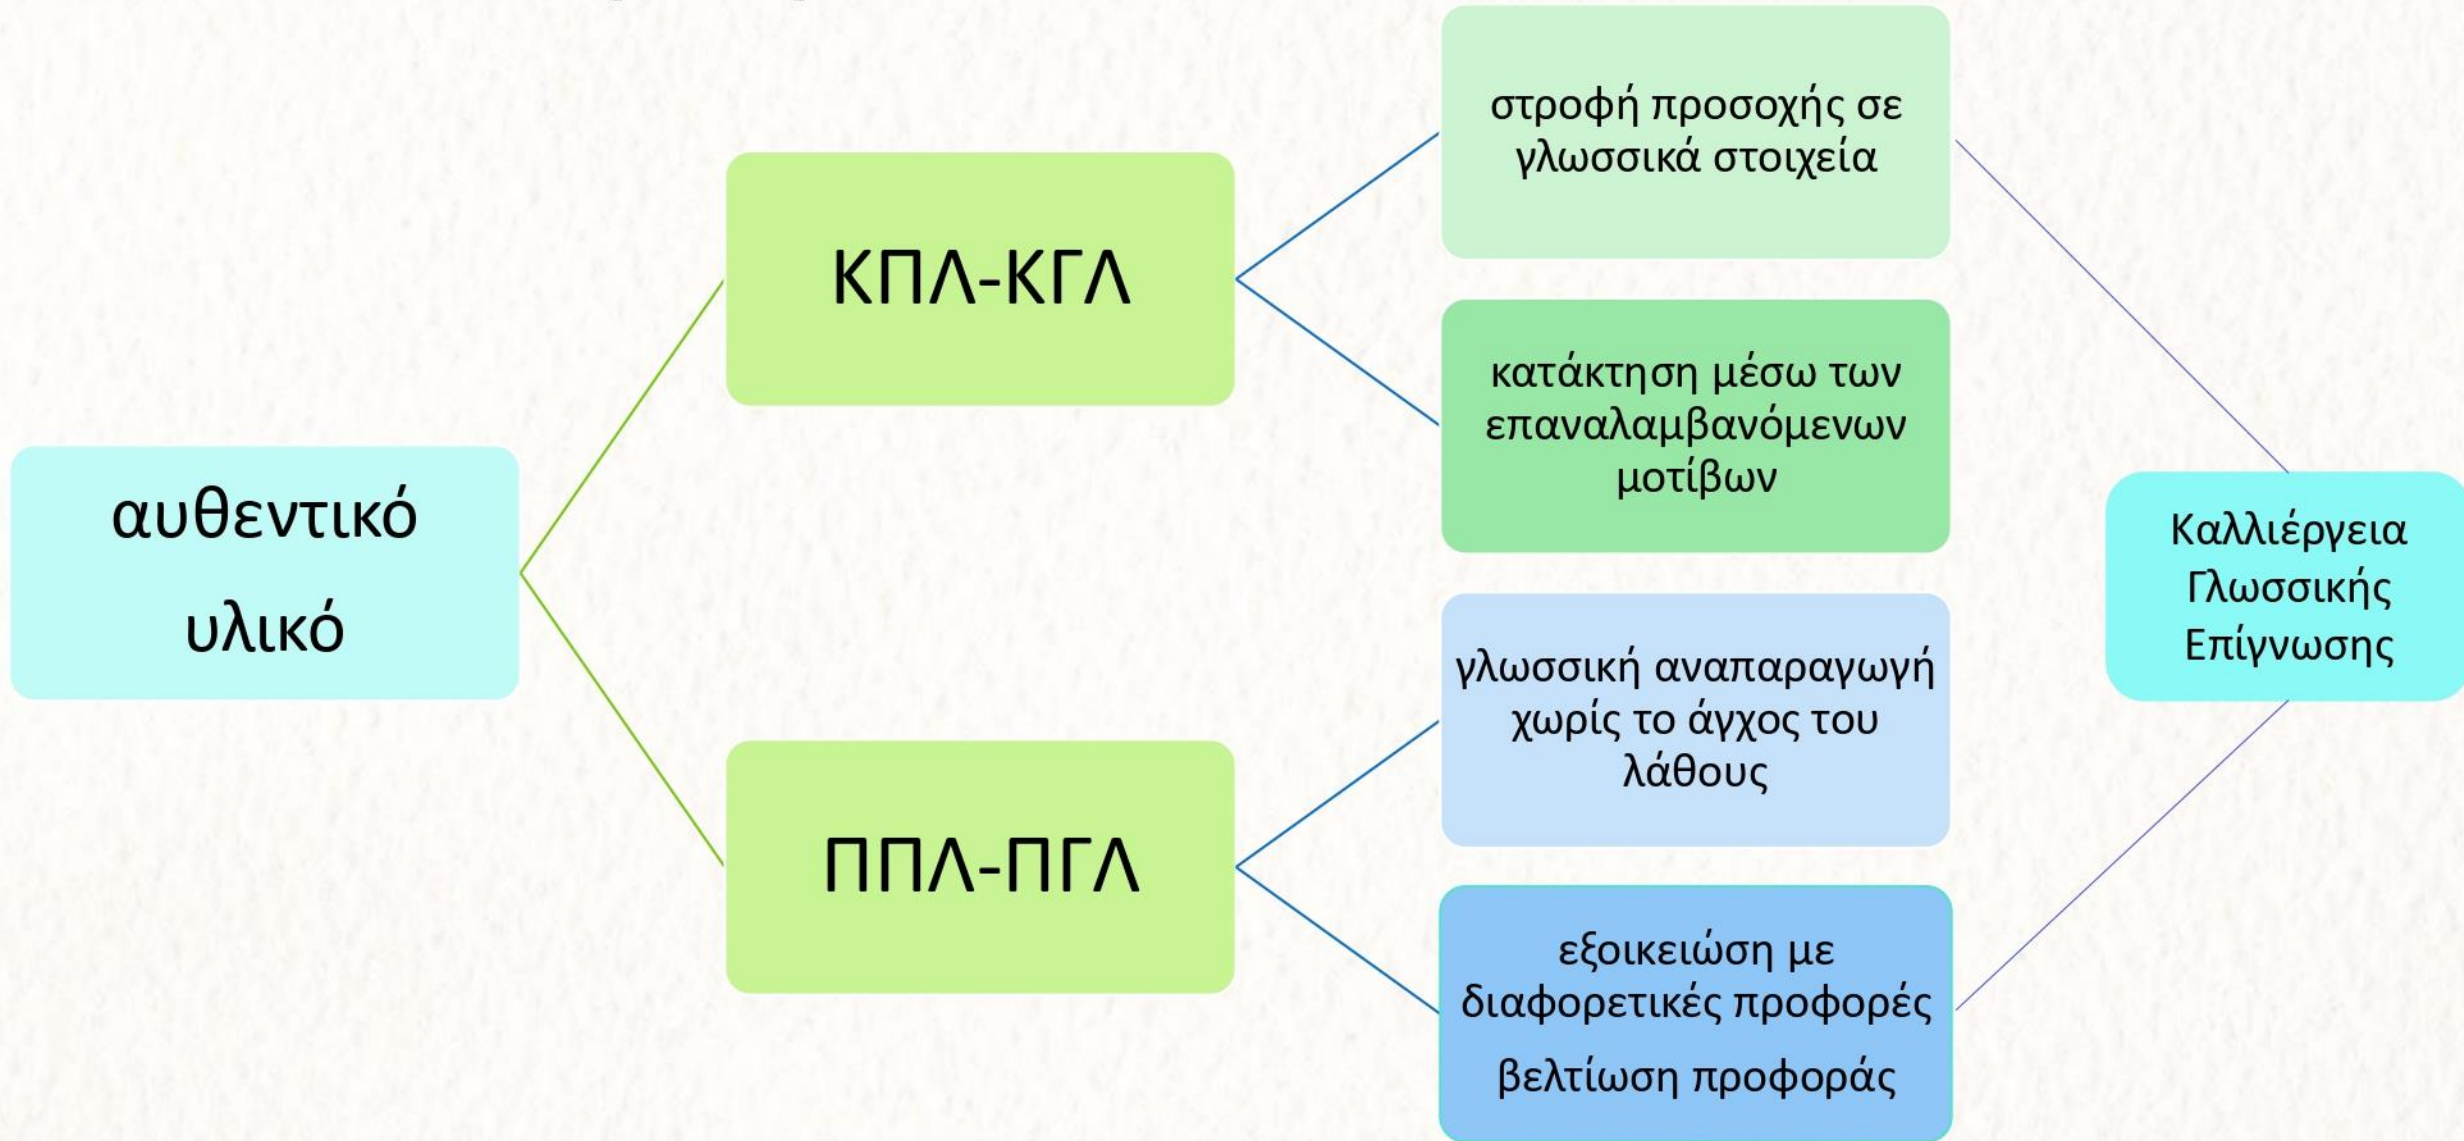 αυθεντικό
υλικό
ΚΠΛ-ΚΓΛ
στροφή προσοχής σε
γλωσσικά στοιχεία
κατάκτηση μέσω των
επαναλαμβανόμενων
μοτίβων
ΠΠΛ-ΠΓΛ
γλωσσική αναπαραγωγή
χωρίς το άγχος του
λάθους
εξοικειώση με
διαφορετικές προφορές
βελτίωση προφοράς
Καλλιέργεια
Γλωσσικής
Επίγνωσης